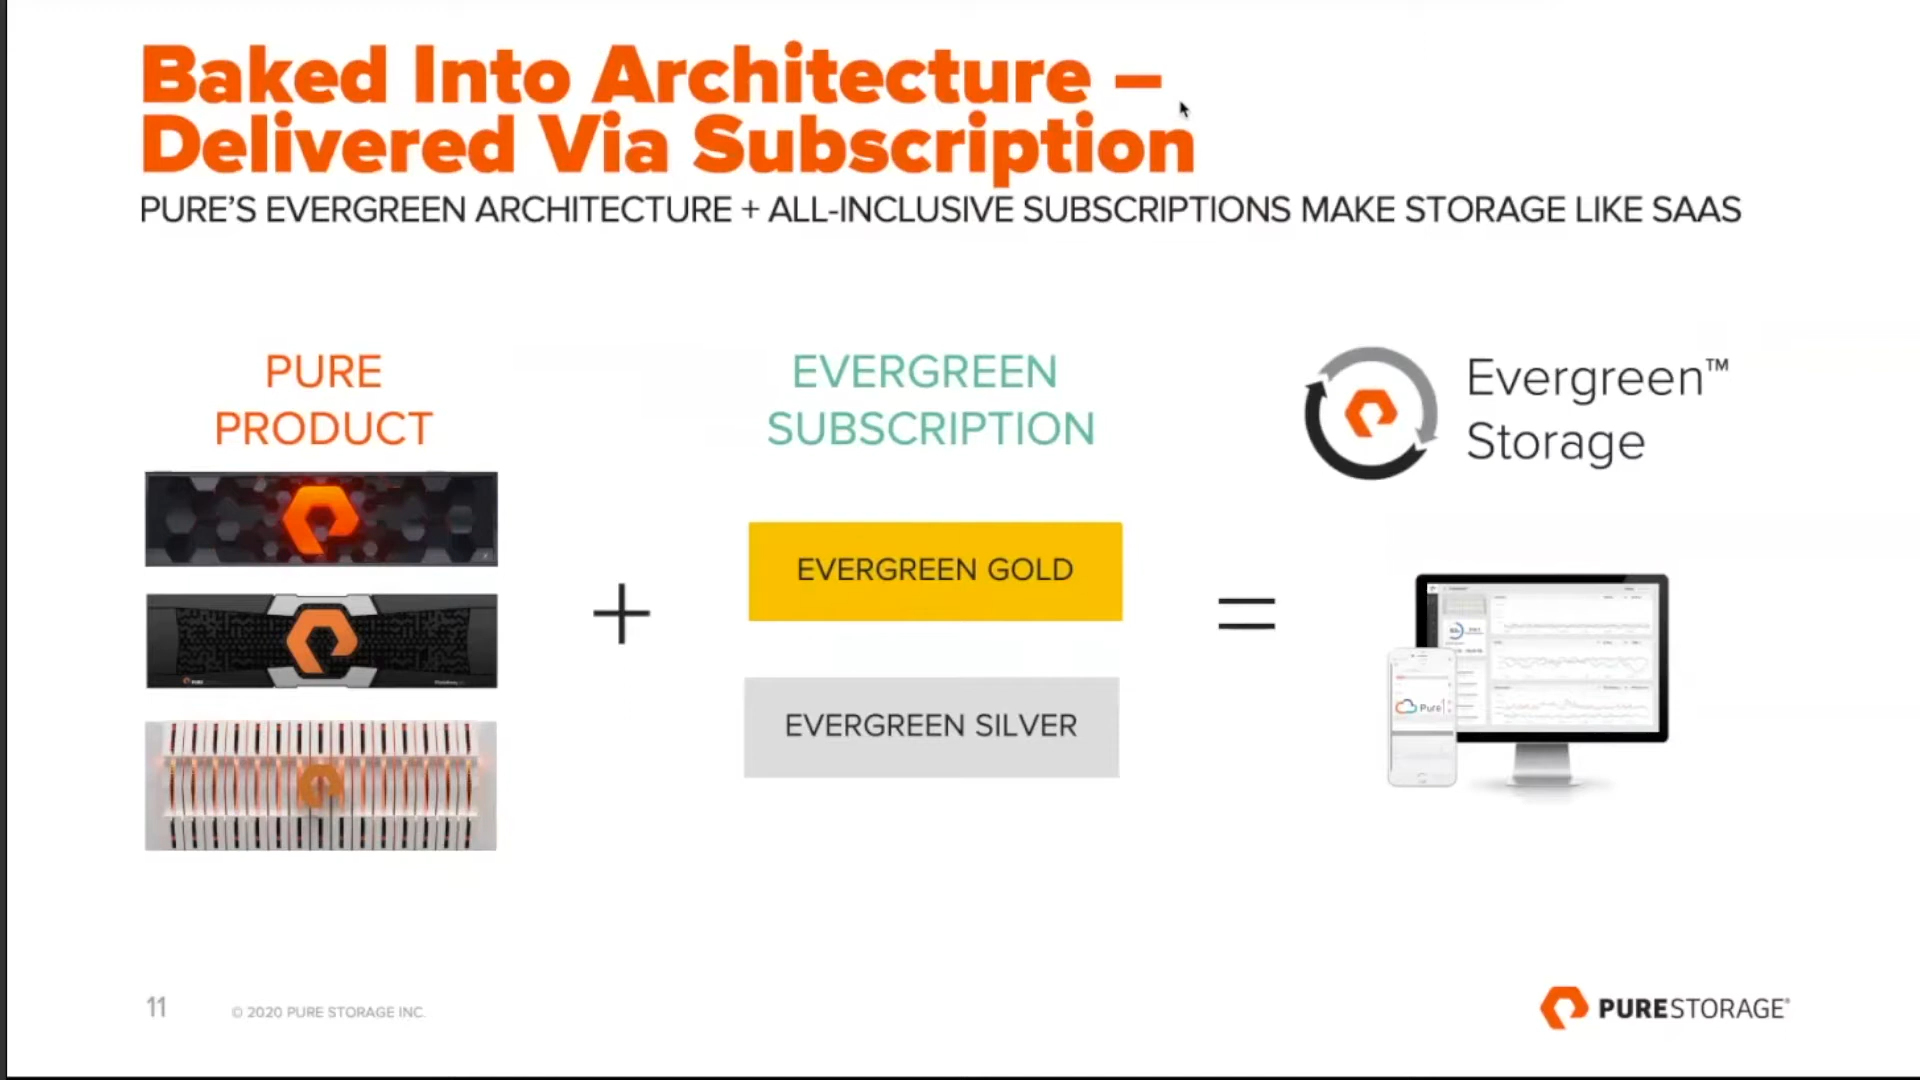 Baked Into Architecture –
Delivered Via Subscription
PURE'S EVERGREEN ARCHITECTURE + ALL-INCLUSIVE SUBSCRIPTIONS MAKE STORAGE LIKE SAAS
PURE
PRODUCT
+
EVERGREEN
SUBSCRIPTION
EVERGREEN GOLD
EVERGREEN SILVER
=
Evergreen™
Storage
Pure
11
© 2020 PURE STORAGE INC.
PURESTORAGE®